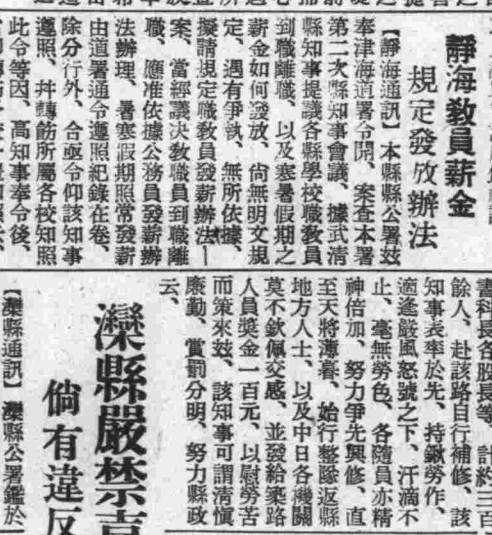 靜海教員薪金
規定發放辦法
【靜海通訊】本縣縣公署茲
奉津海道署令開、案查本署
第二次縣知事會議、據武清
縣知事提議各縣學校職教員
到職離職、以及寒暑假期之
薪金如何發放、尙無明文規
定、遇有爭執、無所依據、
擬請規定職教員發薪辦法一
案、當經議決教職員到職離
職、應准依據公務員發薪辦
法辦理、暑寒假期照常發薪
由道署通令遵照紀錄在卷、
除分行外、合亟令仰該知事
遵照、幷轉飭所屬各校知照
此令等因、高知事奉令後、
書科長各股長等、計約三百
餘人、赴該路自行補修、該
知事表率於先、持鍬勞作、
適逢嚴風怒號之下、汗滴不
止、毫無勞色、各隨員亦精
神倍加、努力爭先興修、直
至天將薄暮、始行整隊返縣
地方人士、以及中日各機關
莫不欽佩交感、並發給築路
人員獎金一百元、以慰勞苦
而策來茲、該知事可謂淸愼
廉勤、賞罰分明、努力縣政
云、
灤縣嚴禁
倘有違反
【灤縣通訊】灤縣公署鑑於